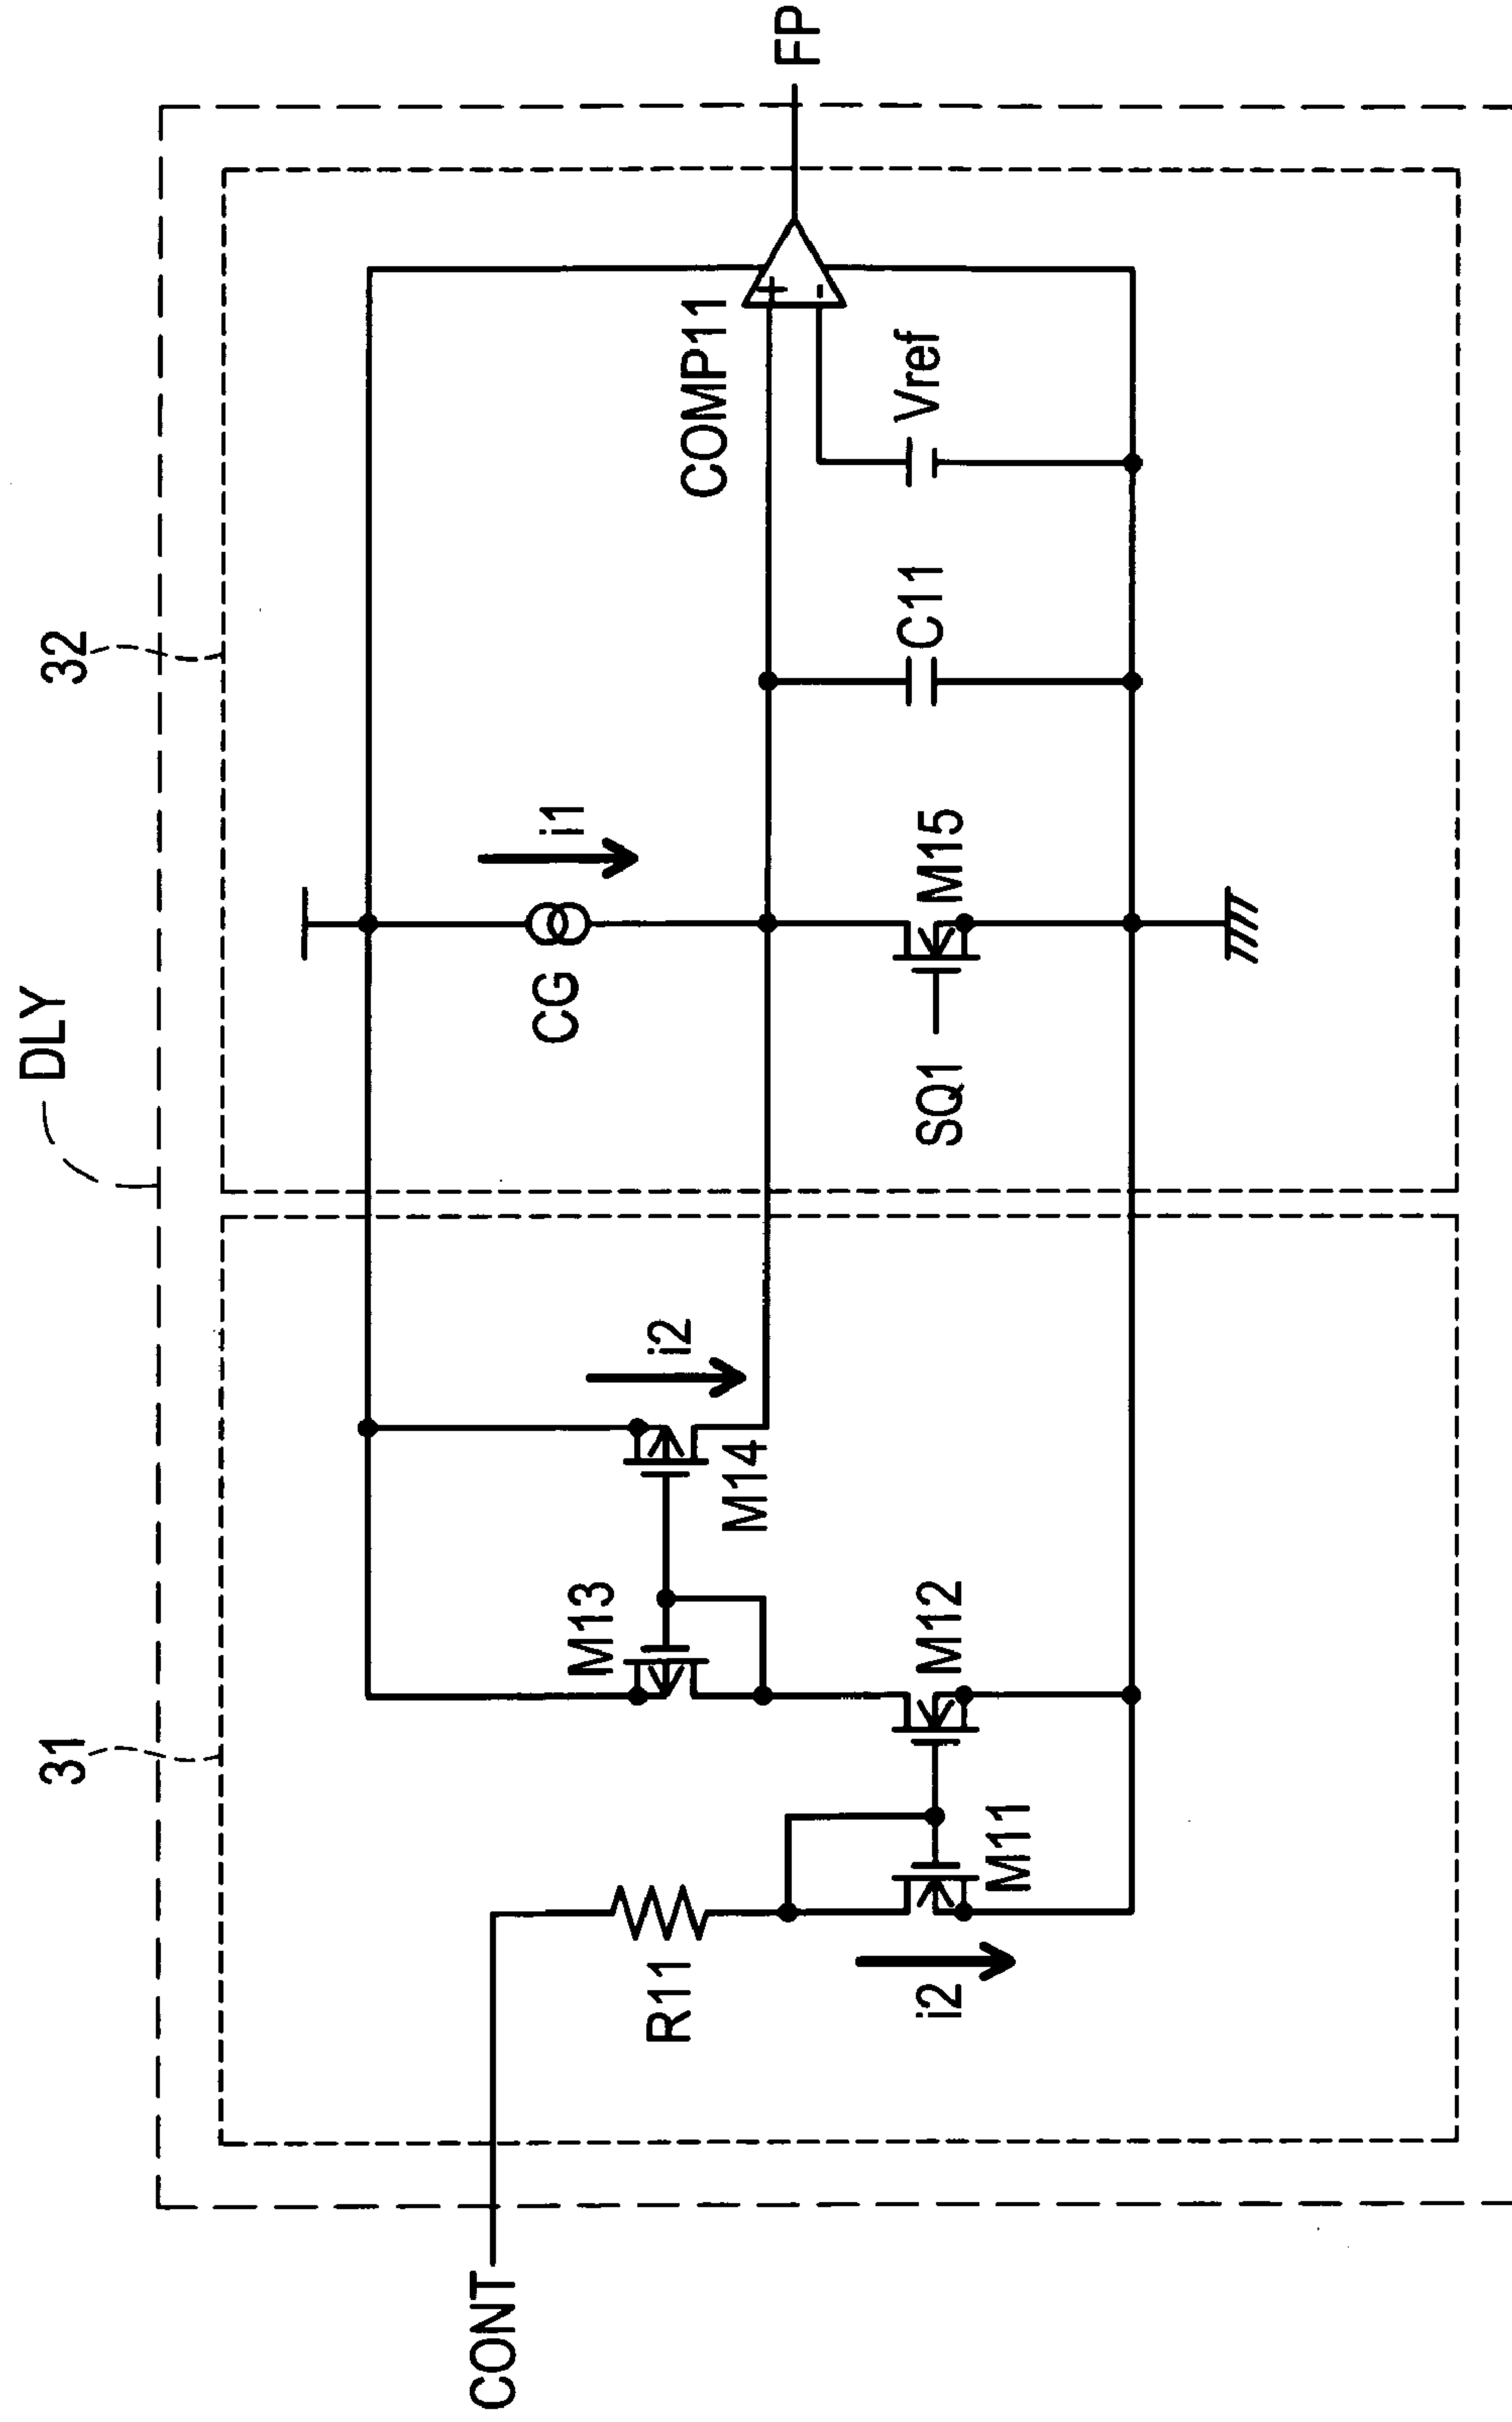 DLY
31
32
CONT
R11
i2
M11
M12
M13
M14
i2
CG
i1
SQ1
M15
C11
Vref
COMP11
+
-
FP